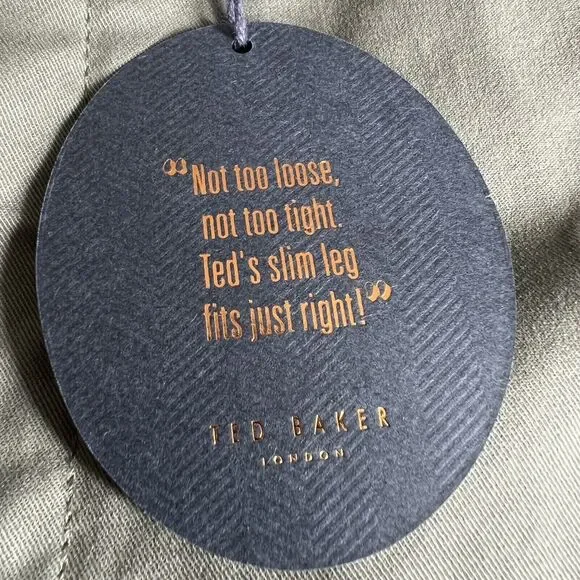 “Not too loose,
not too tight.
Ted's slim leg
fits just right!”
TED BAKER
LONDON